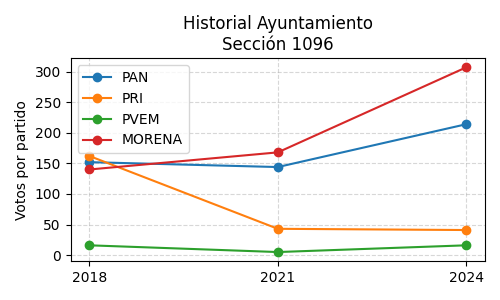 Historial Ayuntamiento
Sección 1096
PAN
PRI
PVEM
MORENA
Votos por partido
300
250
200
150
100
50
0
2018
2021
2024